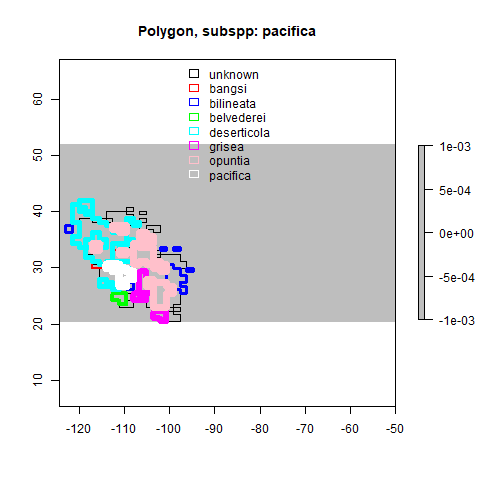 Polygon, subspp: pacifica
unknown
bangsi
bilineata
belvederei
deserticola
grisea
opuntia
pacifica
60
50
40
30
20
10
-120 -110 -100 -90 -80 -70 -60 -50
1e-03
5e-04
0e+00
-5e-04
-1e-03